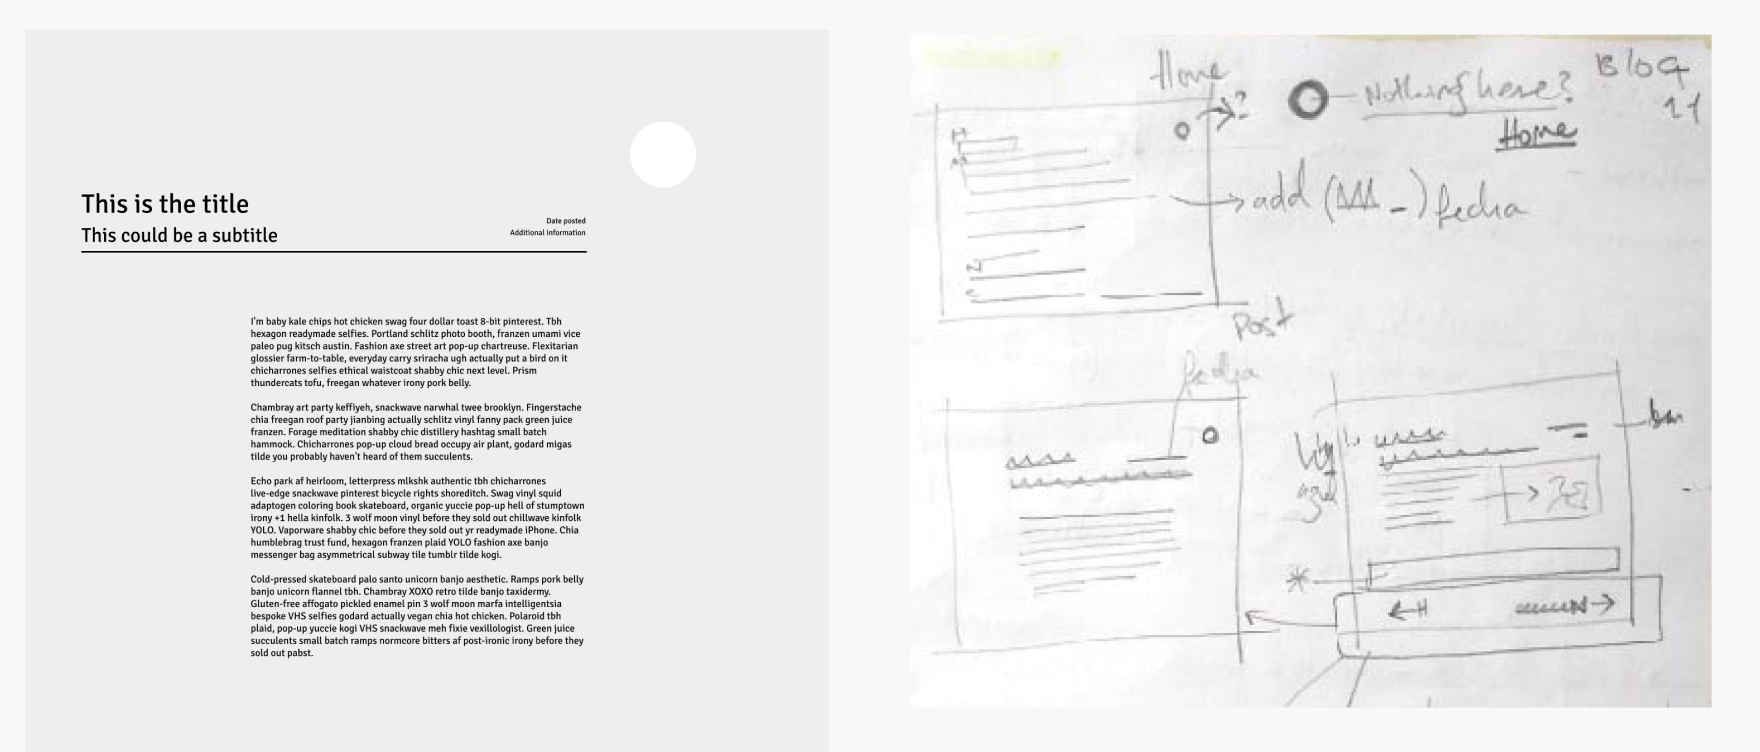 This is the title
This could be a subtitle
Date posted
Additional Information
I'm baby kale chips hot chicken swag four dollar toast 8-bit pinterest. Tbh
hexagon readymade selfies. Portland schlitz photo booth, franzen umami vice
paleo pug kitsch austin. Fashion axe street art pop-up chartreuse. Flexitarian
glossier farm-to-table, everyday carry sriracha ugh actually put a bird on it
chicharrones selfies ethical waistcoat shabby chic next level. Prism
thundercats tofu, freegan whatever irony pork belly.
Chambray art party keffiyeh, snackwave narwhal twee brooklyn. Fingerstache
chia freegan roof party jianbing actually schlitz vinyl fanny pack green juice
franzen. Forage meditation shabby chic distillery hashtag small batch
hammock. Chicharrones pop-up cloud bread occupy air plant, godard migas
tilde you probably haven't heard of them succulents.
Echo park af heirloom, letterpress mlkshk authentic tbh chicharrones
live-edge snackwave pinterest bicycle rights shoreditch. Swag vinyl squid
adaptogen coloring book skateboard, organic yuccie pop-up hell of stumptown
irony +1 hella kinfolk. 3 wolf moon vinyl before they sold out chillwave kinfolk
YOLO. Vaporware shabby chic before they sold out yr readymade iPhone. Chia
humblebrag trust fund, hexagon franzen plaid YOLO fashion axe banjo
messenger bag asymmetrical subway tile tumblr tilde kogi.
Cold-pressed skateboard palo santo unicorn banjo aesthetic. Ramps pork belly
banjo unicorn flannel tbh. Chambray XOXO retro tilde banjo taxidermy.
Gluten-free affogato pickled enamel pin 3 wolf moon marfa intelligentsia
bespoke VHS selfies godard actually vegan chia hot chicken. Polaroid tbh
plaid, pop-up yuccie kogi VHS snackwave meh fixie vexillologist. Green juice
succulents small batch ramps normcore bitters af post-ironic irony before they
sold out pabst.
Home
?
Nothing here?
Home
BLOG
add fecha
Post
fecha
H